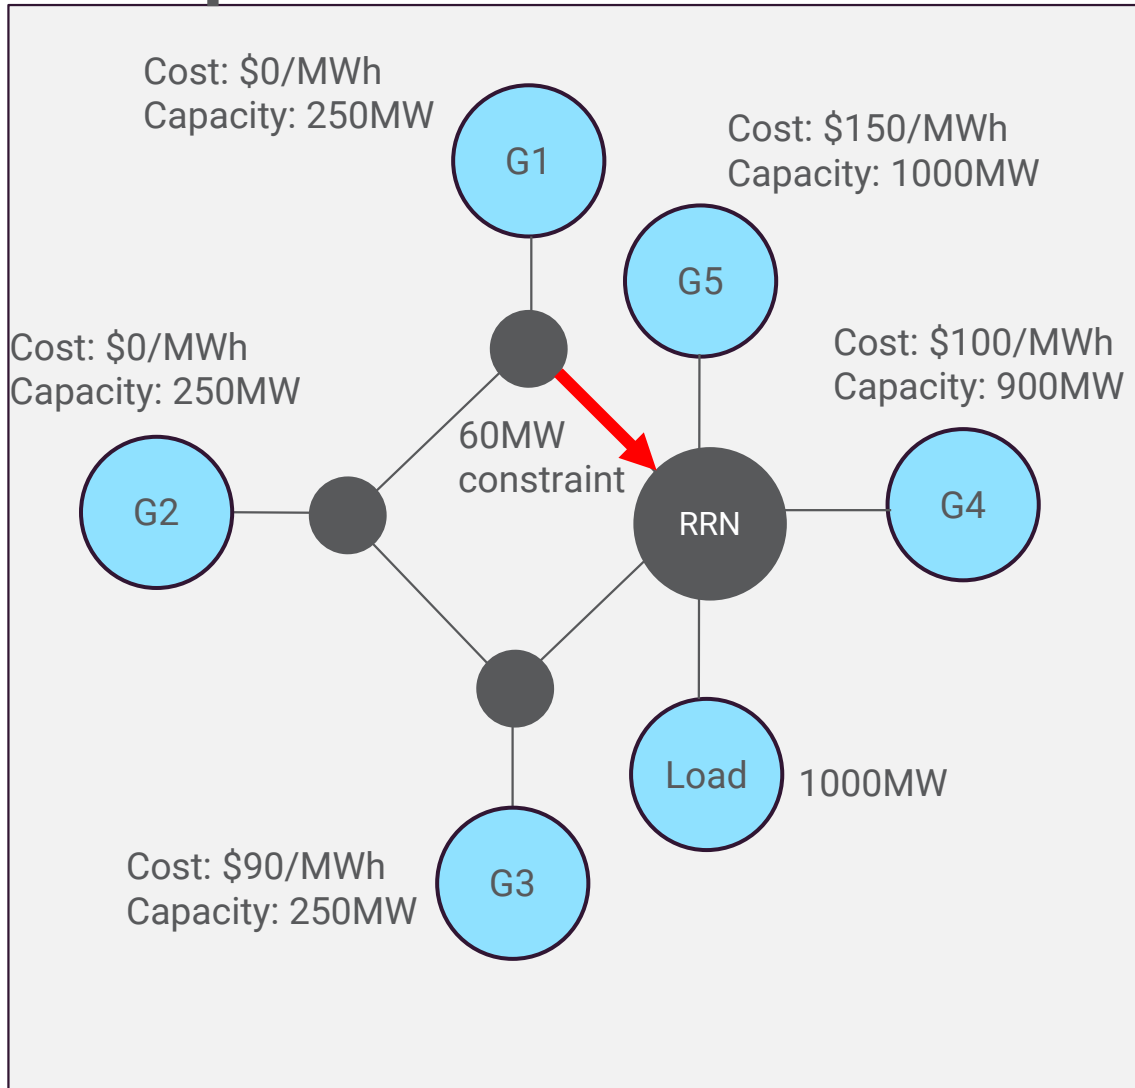 Cost: $0/MWh
Capacity: 250MW
G1
Cost: $150/MWh
Capacity: 1000MW
G5
Cost: $0/MWh
Capacity: 250MW
G2
60MW
constraint
RRN
Cost: $100/MWh
Capacity: 900MW
G4
Load
1000MW
Cost: $90/MWh
Capacity: 250MW
G3